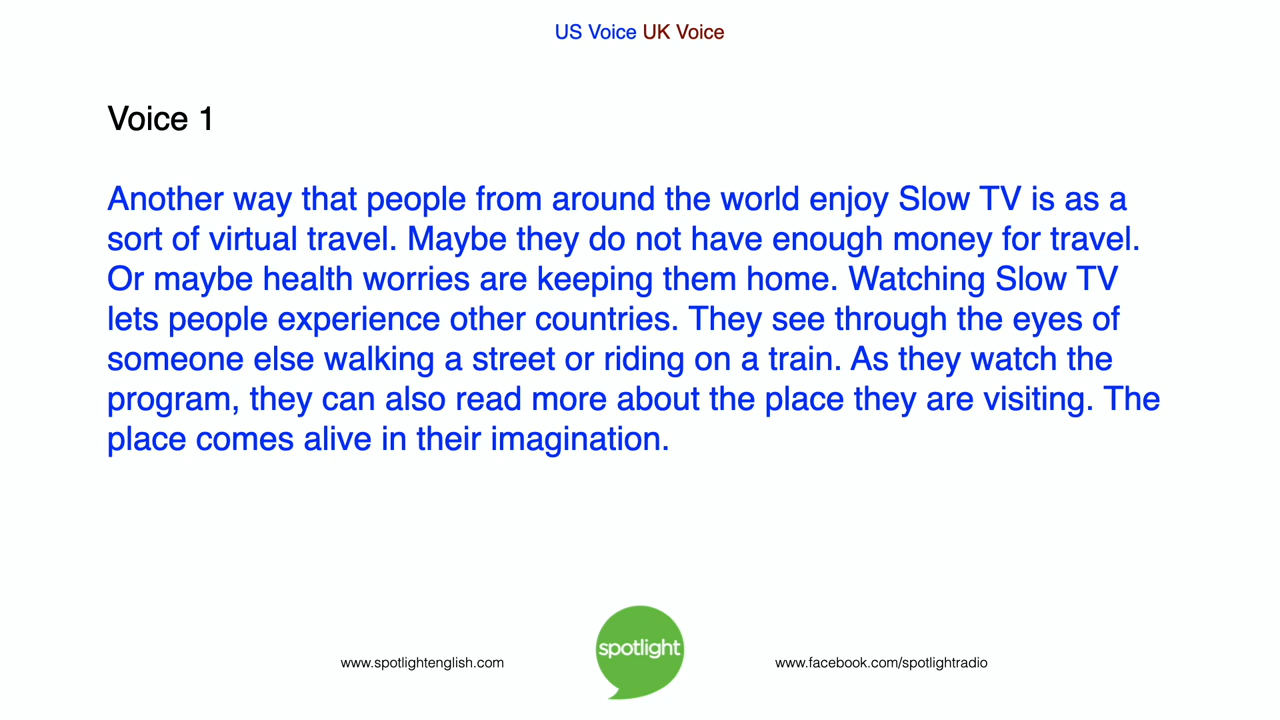 US Voice UK Voice
Voice 1
Another way that people from around the world enjoy Slow TV is as a
sort of virtual travel. Maybe they do not have enough money for travel.
Or maybe health worries are keeping them home. Watching Slow TV
lets people experience other countries. They see through the eyes of
someone else walking a street or riding on a train. As they watch the
program, they can also read more about the place they are visiting. The
place comes alive in their imagination.
www.spotlightenglish.com
spotlight
www.facebook.com/spotlightradio